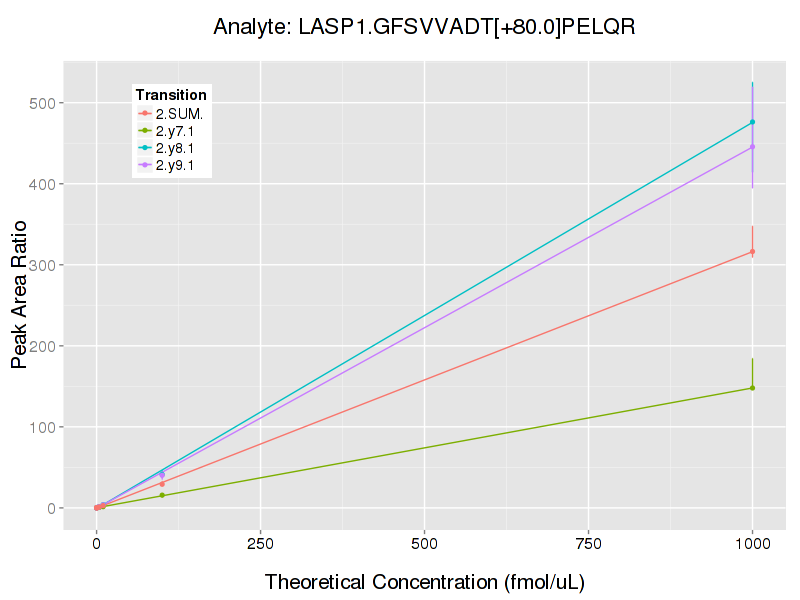 Analyte: LASP1.GFSVVADT[+80.0]PELQR
Transition
2.SUM.
2.y7.1
2.y8.1
2.y9.1
Peak Area Ratio
500
400
300
200
100
0
0 250 500 750 1000
Theoretical Concentration (fmol/uL)